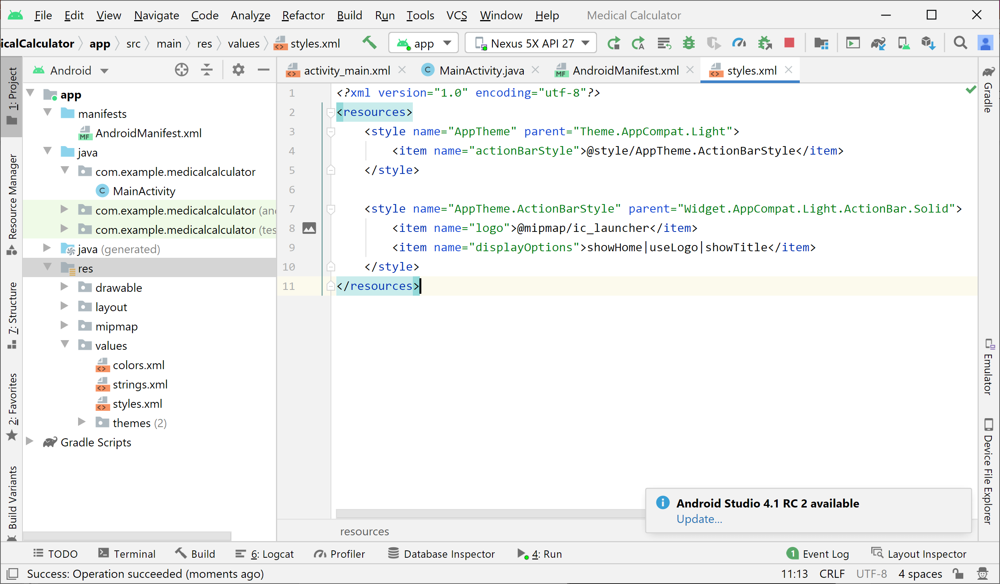 File Edit View Navigate Code Analyze Refactor Build Run Tools VCS Window Help Medical Calculator
icalCalculator app src main res values styles.xml app Nexus 5X API 27
1: Project
Resource Manager
7: Structure
2: Favorites
Build Variants
Android
app
manifests
AndroidManifest.xml
java
com.example.medicalcalculator
MainActivity
com.example.medicalcalculator (an
com.example.medicalcalculator (tes
java (generated)
res
drawable
layout
mipmap
values
colors.xml
strings.xml
styles.xml
themes (2)
Gradle Scripts
activity_main.xml MainActivity.java AndroidManifest.xml styles.xml
1 <?xml version="1.0" encoding="utf-8"?>
2 <resources>
3 <style name="AppTheme" parent="Theme.AppCompat.Light">
4 <item name="actionBarStyle">@style/AppTheme.ActionBarStyle</item>
5 </style>
6
7 <style name="AppTheme.ActionBarStyle" parent="Widget.AppCompat.Light.ActionBar.Solid">
8 <item name="logo">@mipmap/ic_launcher</item>
9 <item name="displayOptions">showHome|useLogo|showTitle</item>
10 </style>
11 </resources>
Gradle
Emulator
Device File Explorer
Android Studio 4.1 RC 2 available
Update...
resources
TODO Terminal Build 6: Logcat Profiler Database Inspector 4: Run 1 Event Log Layout Inspector
Success: Operation succeeded (moments ago) 11:13 CRLF UTF-8 4 spaces